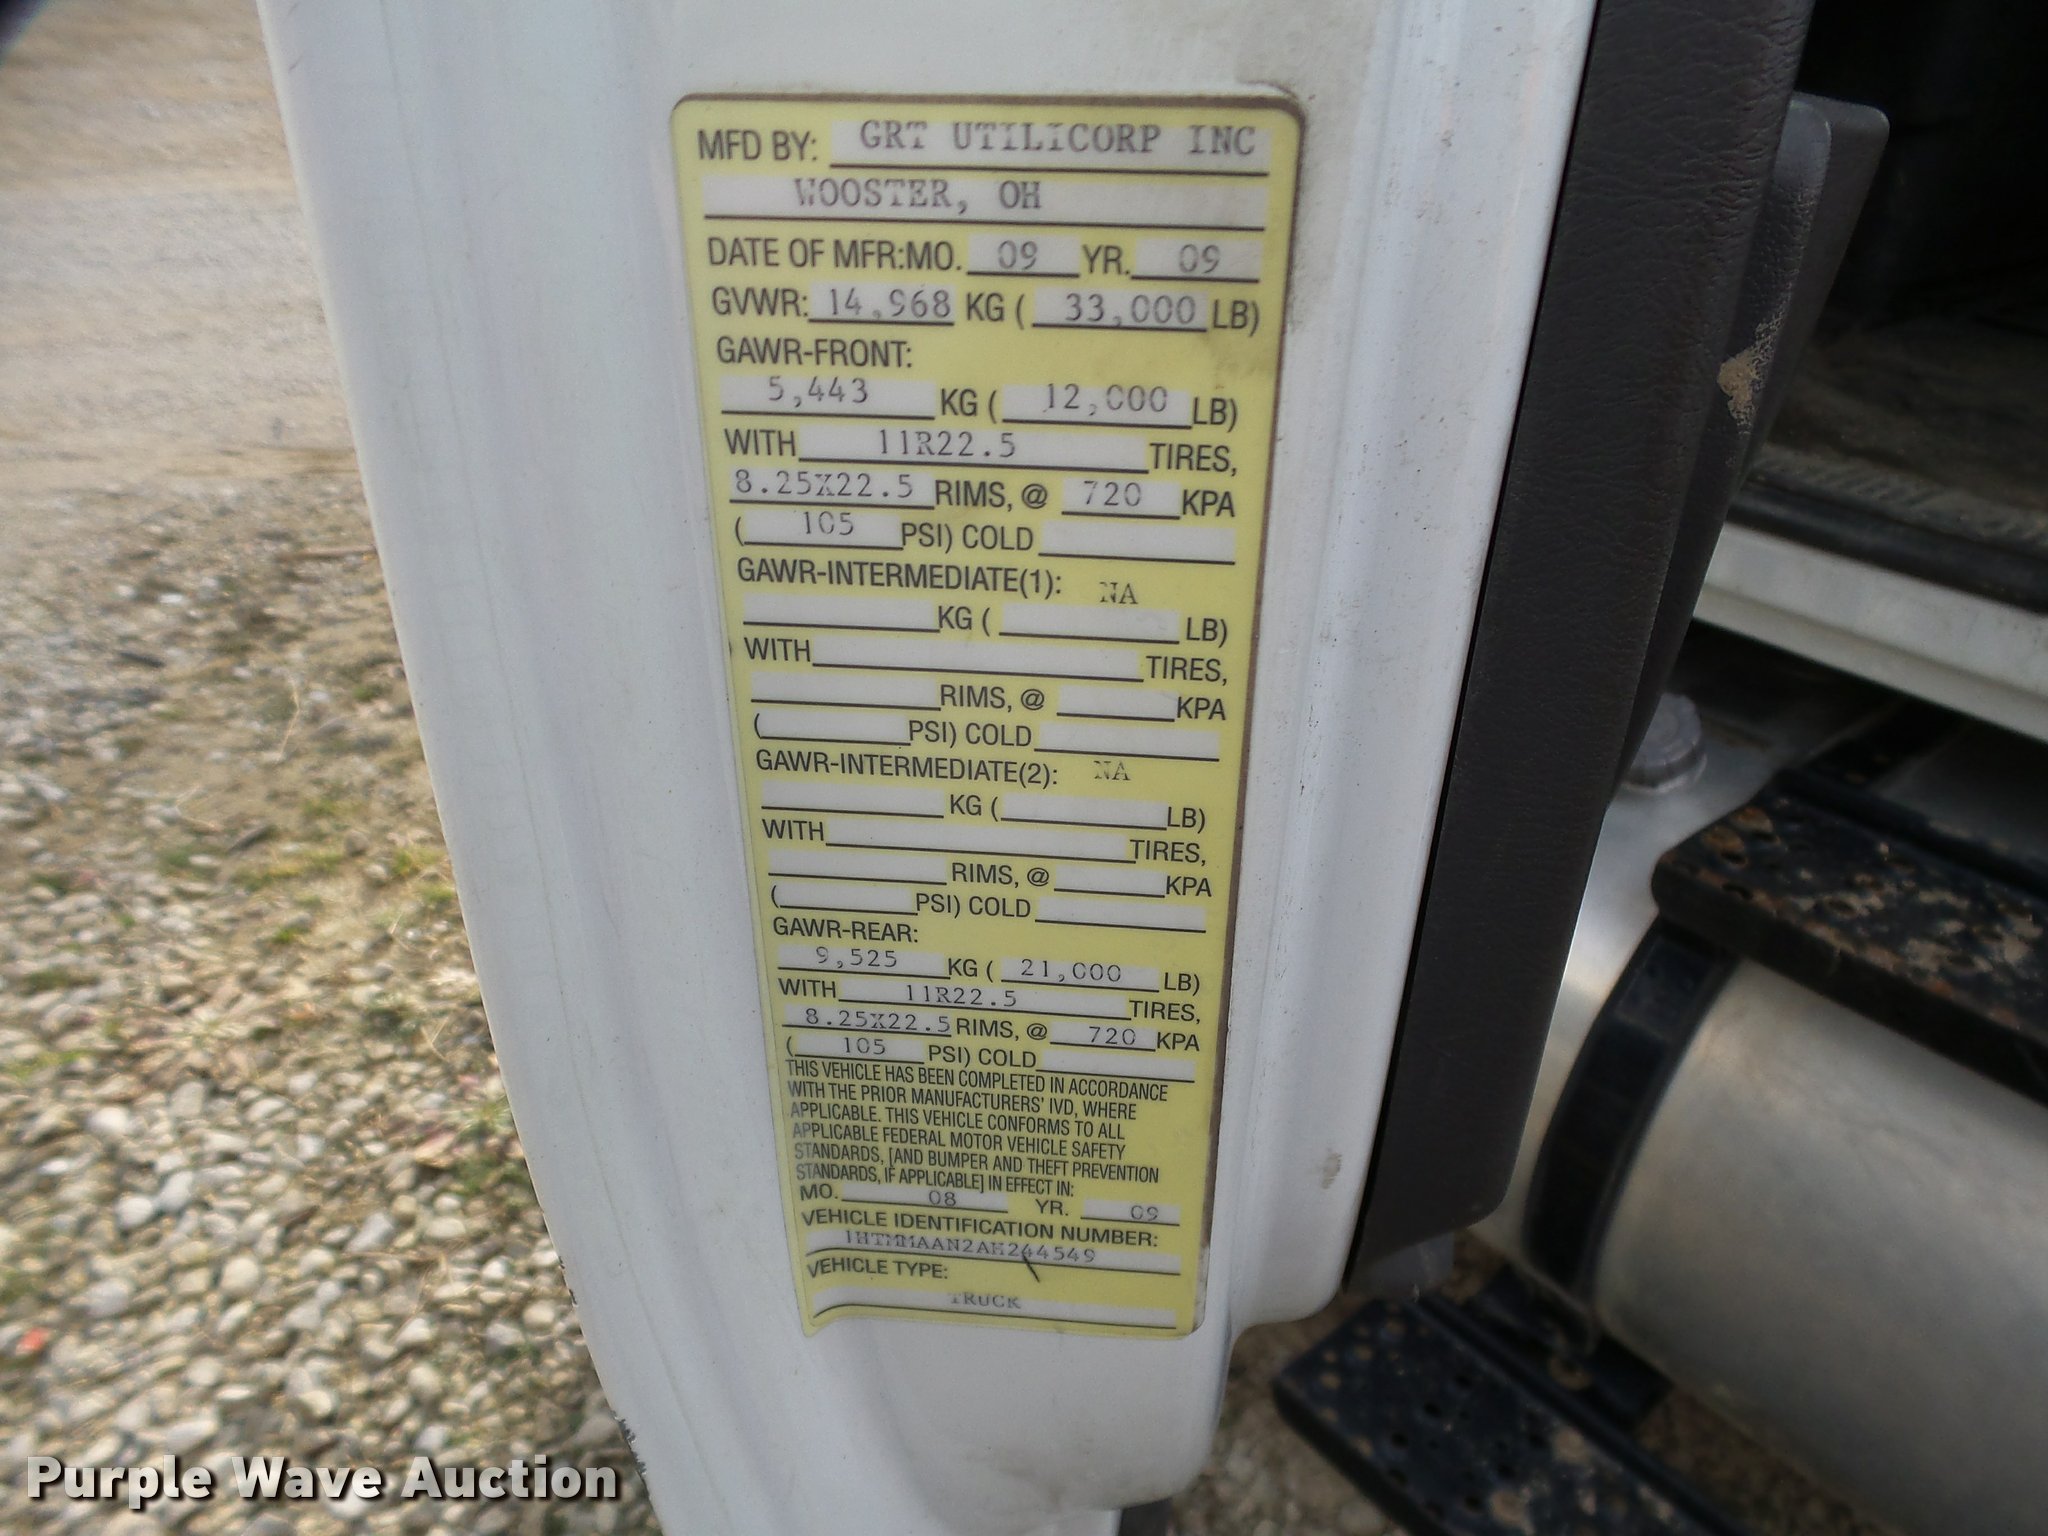 MFD BY: GRT UTILICORP INC
WOOSTER, OH
DATE OF MFR:MO. 09 YR. 09
GVWR: 14,968 KG ( 33,000 LB)
GAWR-FRONT:
5,443 KG ( 12,000 LB)
WITH 11R22.5 TIRES,
8.25X22.5 RIMS, @ 720 KPA
( 105 PSI) COLD
GAWR-INTERMEDIATE(1): NA
KG ( LB)
WITH TIRES,
RIMS, @ KPA
( PSI) COLD
GAWR-INTERMEDIATE(2): NA
KG ( LB)
WITH TIRES,
RIMS, @ KPA
( PSI) COLD
GAWR-REAR:
9,525 KG ( 21,000 LB)
WITH 11R22.5 TIRES,
8.25X22.5 RIMS, @ 720 KPA
( 105 PSI) COLD
THIS VEHICLE HAS BEEN COMPLETED IN ACCORDANCE
WITH THE PRIOR MANUFACTURERS' IVD, WHERE
APPLICABLE. THIS VEHICLE CONFORMS TO ALL
APPLICABLE FEDERAL MOTOR VEHICLE SAFETY
STANDARDS, [AND BUMPER AND THEFT PREVENTION
STANDARDS, IF APPLICABLE] IN EFFECT IN:
MO. 08 YR. 09
VEHICLE IDENTIFICATION NUMBER:
1HTMMAAN2AH244549
VEHICLE TYPE:
TRUCK
Purple Wave Auction